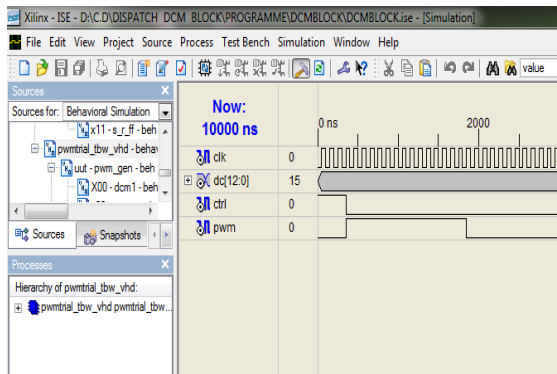 Xilinx - ISE - D:\C.D\DISPATCH DCM BLOCK\PROGRAMME\DCMBLOCK\DCMBLOCK.ise - [Simulation]
File Edit View Project Source Process Test Bench Simulation Window Help
value
Sources
Sources for: Behavioral Simulation
x11 - s_r_ff - beh
pwmtrial_tbw_vhd - behav
uut - pwm_gen - beh
X00 - dcm1 - beh
Sources Snapshots
Processes
Hierarchy of pwmtrial_tbw_vhd:
pwmtrial_tbw_vhd pwmtrial_tbw...
Now:
10000 ns
0 ns 2000
clk 0
dc[12:0] 15
ctrl 0
pwm 0